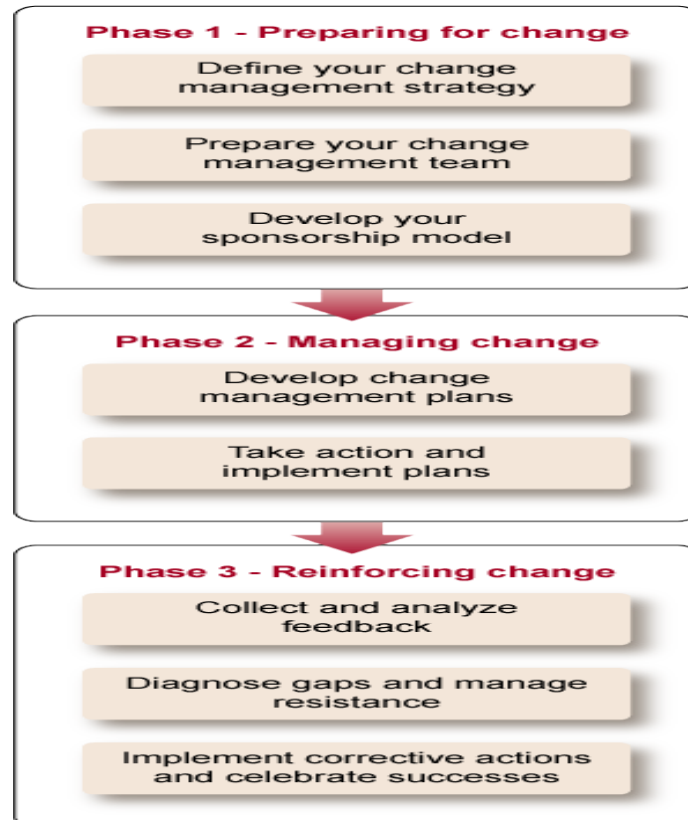 Phase 1 - Preparing for change
Define your change
management strategy
Prepare your change
management team
Develop your
sponsorship model
Phase 2 - Managing change
Develop change
management plans
Take action and
implement plans
Phase 3 - Reinforcing change
Collect and analyze
feedback
Diagnose gaps and manage
resistance
Implement corrective actions
and celebrate successes